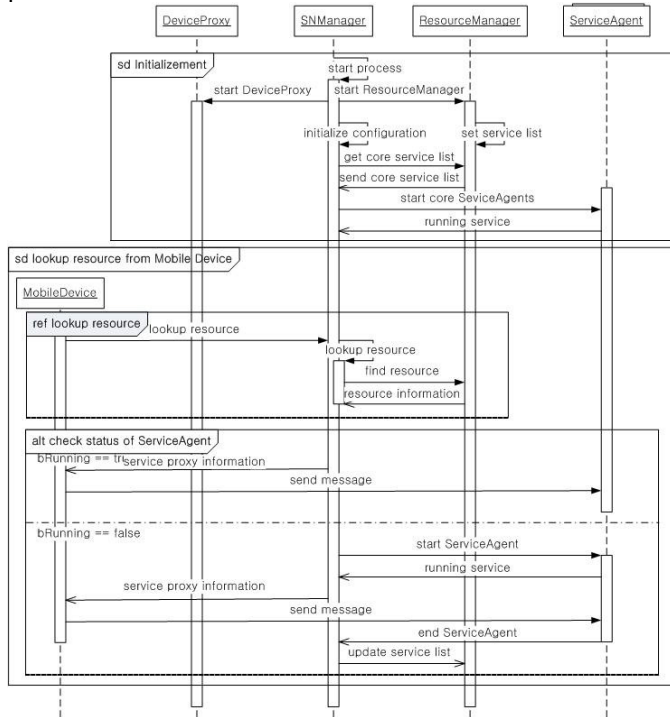 DeviceProxy
SNManager
ResourceManager
ServiceAgent
sd Initializement
start process
start DeviceProxy
start ResourceManager
initialize configuration
set service list
get core service list
send core service list
start core SeviceAgents
running service
sd lookup resource from Mobile Device
MobileDevice
ref lookup resource
lookup resource
lookup resource
find resource
resource information
alt check status of ServiceAgent
bRunning == tr
service proxy information
send message
bRunning == false
start ServiceAgent
running service
service proxy information
send message
end ServiceAgent
update service list